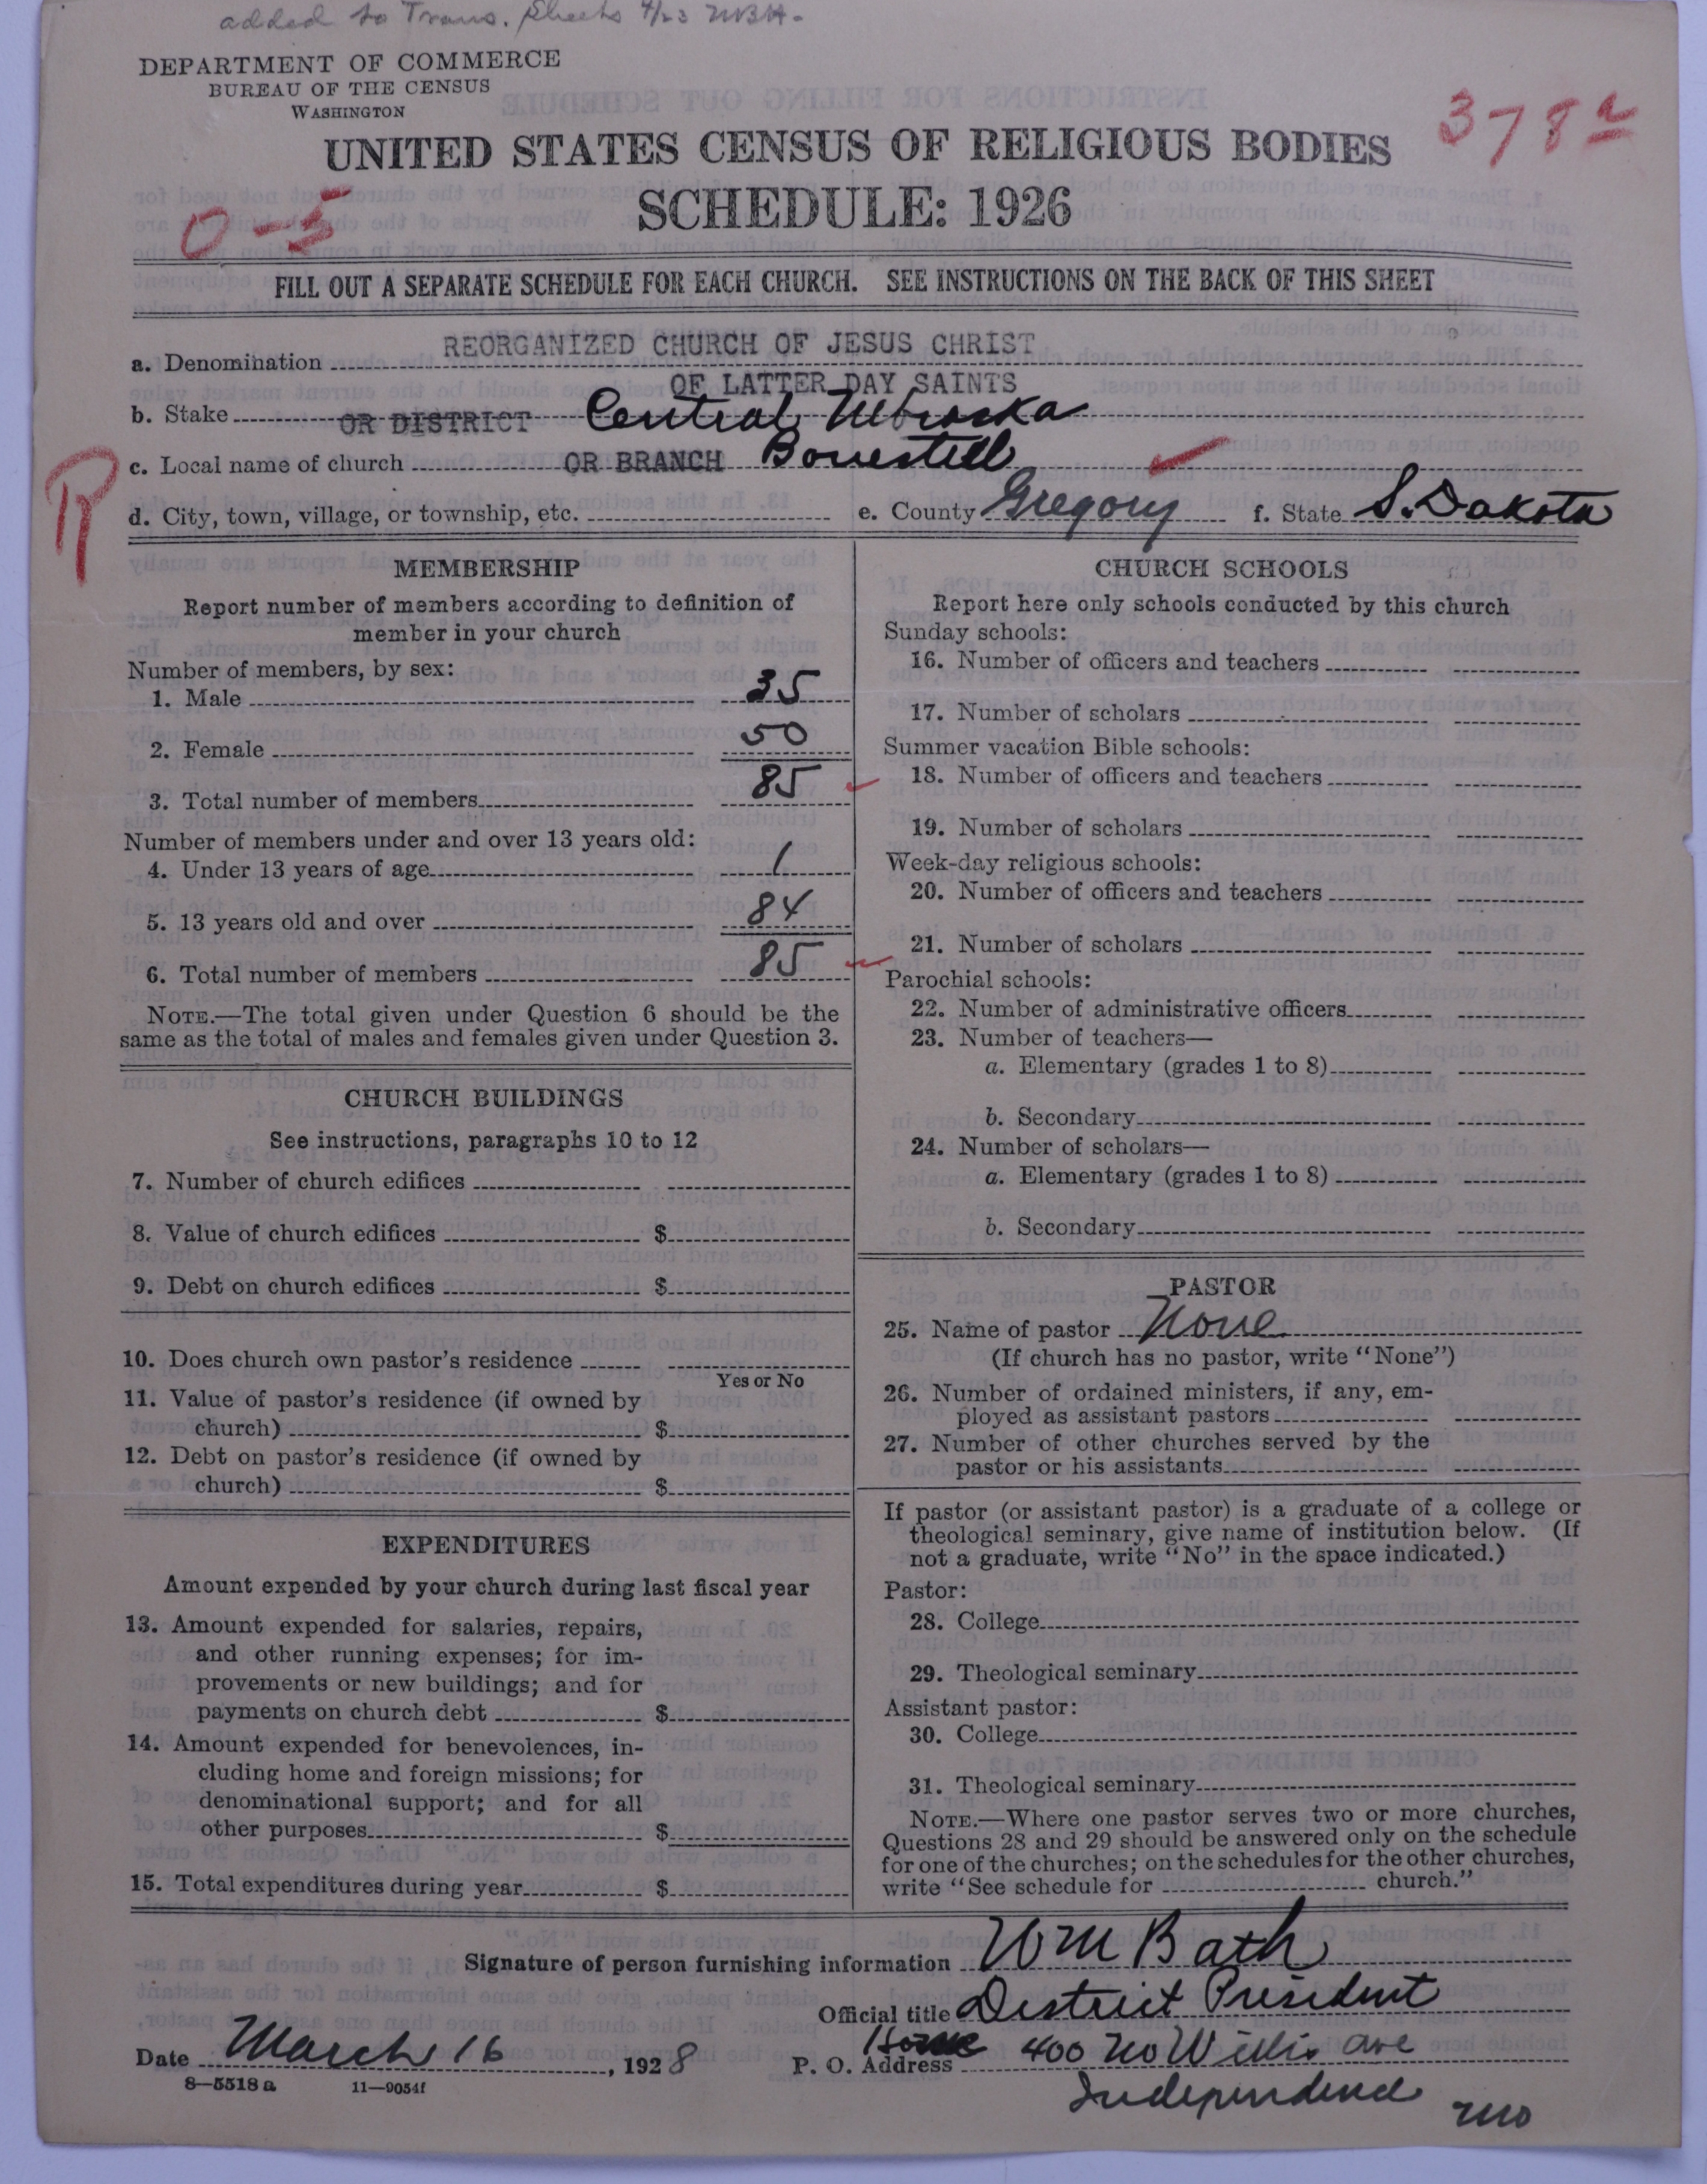 added to Trans. Sheets 4/23 MBH.
DEPARTMENT OF COMMERCE
BUREAU OF THE CENSUS
WASHINGTON
3782
UNITED STATES CENSUS OF RELIGIOUS BODIES
SCHEDULE: 1926
0-5
FILL OUT A SEPARATE SCHEDULE FOR EACH CHURCH. SEE INSTRUCTIONS ON THE BACK OF THIS SHEET
a. Denomination REORGANIZED CHURCH OF JESUS CHRIST
OF LATTER DAY SAINTS
b. Stake OR DISTRICT Central Nebraska
c. Local name of church OR BRANCH Bonesteel
R
d. City, town, village, or township, etc. e. County Gregory f. State S. Dakota
MEMBERSHIP
Report number of members according to definition of
member in your church
Number of members, by sex:
1. Male 35
2. Female 50
3. Total number of members 85
Number of members under and over 13 years old:
4. Under 13 years of age 1
5. 13 years old and over 84
6. Total number of members 85
NOTE.—The total given under Question 6 should be the
same as the total of males and females given under Question 3.
CHURCH BUILDINGS
See instructions, paragraphs 10 to 12
7. Number of church edifices
8. Value of church edifices $
9. Debt on church edifices $
10. Does church own pastor's residence
Yes or No
11. Value of pastor's residence (if owned by
church) $
12. Debt on pastor's residence (if owned by
church) $
EXPENDITURES
Amount expended by your church during last fiscal year
13. Amount expended for salaries, repairs,
and other running expenses; for im-
provements or new buildings; and for
payments on church debt $
14. Amount expended for benevolences, in-
cluding home and foreign missions; for
denominational support; and for all
other purposes $
15. Total expenditures during year $
CHURCH SCHOOLS
Report here only schools conducted by this church
Sunday schools:
16. Number of officers and teachers
17. Number of scholars
Summer vacation Bible schools:
18. Number of officers and teachers
19. Number of scholars
Week-day religious schools:
20. Number of officers and teachers
21. Number of scholars
Parochial schools:
22. Number of administrative officers
23. Number of teachers—
a. Elementary (grades 1 to 8)
b. Secondary
24. Number of scholars—
a. Elementary (grades 1 to 8)
b. Secondary
PASTOR
25. Name of pastor None
(If church has no pastor, write "None")
26. Number of ordained ministers, if any, em-
ployed as assistant pastors
27. Number of other churches served by the
pastor or his assistants
If pastor (or assistant pastor) is a graduate of a college or
theological seminary, give name of institution below. (If
not a graduate, write "No" in the space indicated.)
Pastor:
28. College
29. Theological seminary
Assistant pastor:
30. College
31. Theological seminary
NOTE.—Where one pastor serves two or more churches,
Questions 28 and 29 should be answered only on the schedule
for one of the churches; on the schedules for the other churches,
write "See schedule for church."
Signature of person furnishing information Wm Bath
Official title District President
Date March 16, 1928 P. O. Address Home 400 No Willis ave
8—5518a 11—9054f
Independence Mo